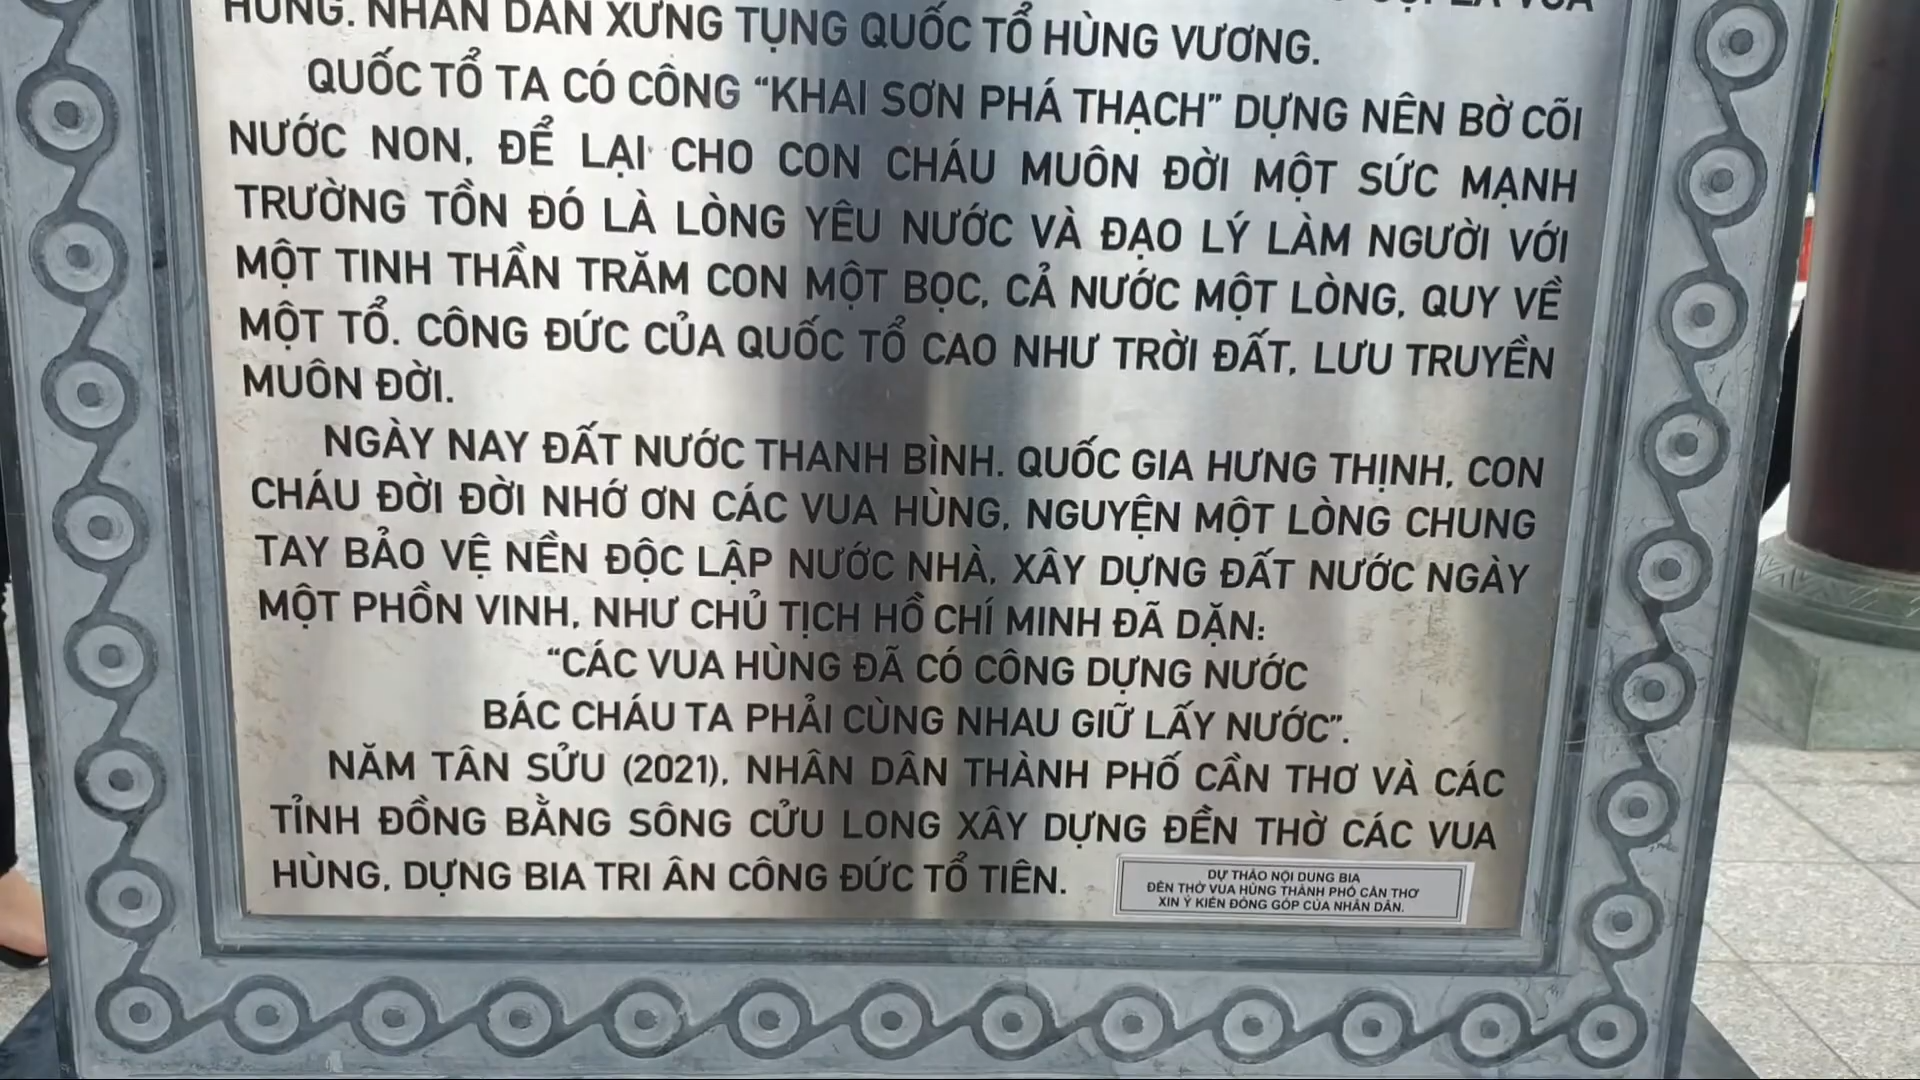 HÙNG. NHÂN DÂN XƯNG TỤNG QUỐC TỔ HÙNG VƯƠNG.
QUỐC TỔ TA CÓ CÔNG “KHAI SƠN PHÁ THẠCH” DỰNG NÊN BỜ CÕI
NƯỚC NON, ĐỂ LẠI CHO CON CHÁU MUÔN ĐỜI MỘT SỨC MẠNH
TRƯỜNG TỒN ĐÓ LÀ LÒNG YÊU NƯỚC VÀ ĐẠO LÝ LÀM NGƯỜI VỚI
MỘT TINH THẦN TRĂM CON MỘT BỌC, CẢ NƯỚC MỘT LÒNG, QUY VỀ
MỘT TỔ. CÔNG ĐỨC CỦA QUỐC TỔ CAO NHƯ TRỜI ĐẤT, LƯU TRUYỀN
MUÔN ĐỜI.
NGÀY NAY ĐẤT NƯỚC THANH BÌNH. QUỐC GIA HƯNG THỊNH, CON
CHÁU ĐỜI ĐỜI NHỚ ƠN CÁC VUA HÙNG, NGUYỆN MỘT LÒNG CHUNG
TAY BẢO VỆ NỀN ĐỘC LẬP NƯỚC NHÀ, XÂY DỰNG ĐẤT NƯỚC NGÀY
MỘT PHỒN VINH, NHƯ CHỦ TỊCH HỒ CHÍ MINH ĐÃ DẶN:
“CÁC VUA HÙNG ĐÃ CÓ CÔNG DỰNG NƯỚC
BÁC CHÁU TA PHẢI CÙNG NHAU GIỮ LẤY NƯỚC”.
NĂM TÂN SỬU (2021), NHÂN DÂN THÀNH PHỐ CẦN THƠ VÀ CÁC
TỈNH ĐỒNG BẰNG SÔNG CỬU LONG XÂY DỰNG ĐỀN THỜ CÁC VUA
HÙNG, DỰNG BIA TRI ÂN CÔNG ĐỨC TỔ TIÊN.
DỰ THẢO NỘI DUNG BIA
ĐỀN THỜ VUA HÙNG THÀNH PHỐ CẦN THƠ
XIN Ý KIẾN ĐÓNG GÓP CỦA NHÂN DÂN.